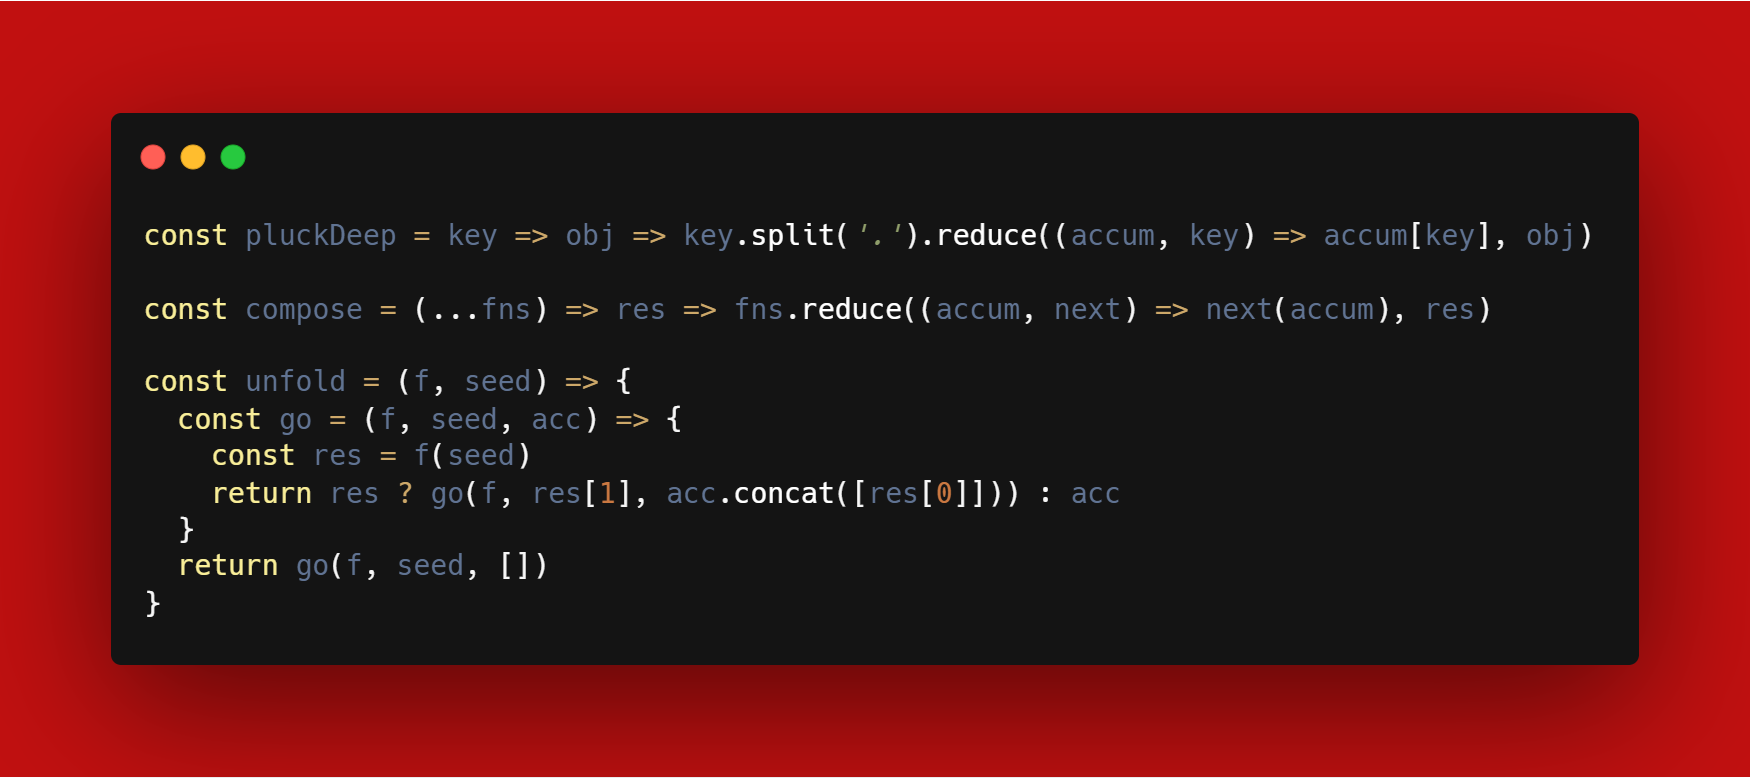 const pluckDeep = key => obj => key.split('.').reduce((accum, key) => accum[key], obj)
const compose = (...fns) => res => fns.reduce((accum, next) => next(accum), res)
const unfold = (f, seed) => {
  const go = (f, seed, acc) => {
    const res = f(seed)
    return res ? go(f, res[1], acc.concat([res[0]])) : acc
  }
  return go(f, seed, [])
}